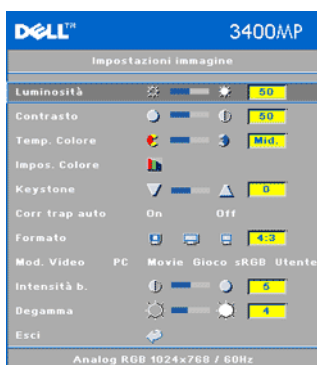 DELL™ 3400MP
Impostazioni immagine
Luminosità 50
Contrasto 50
Temp. Colore Mid.
Impos. Colore
Keystone 0
Corr trap auto On Off
Formato 4:3
Mod. Video PC Movie Gioco sRGB Utente
Intensità b. 5
Degamma 4
Esci
Analog RGB 1024x768 / 60Hz